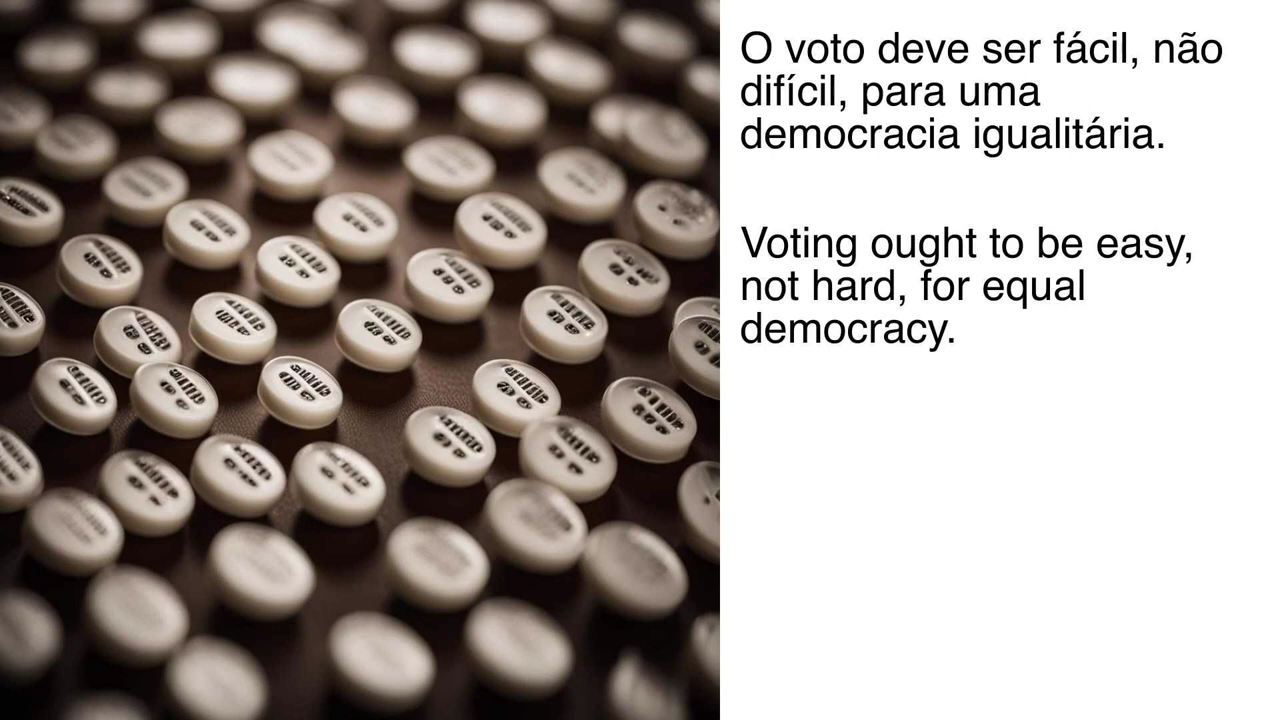 O voto deve ser fácil, não
difícil, para uma
democracia igualitária.
Voting ought to be easy,
not hard, for equal
democracy.